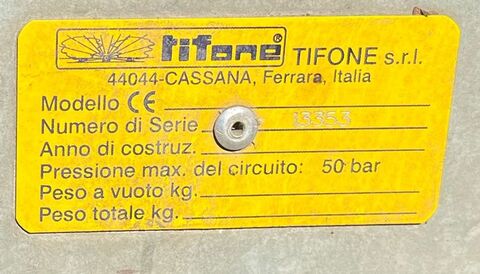 tifone® TIFONE s.r.l.
44044-CASSANA, Ferrara, Italia
Modello CE
Numero di Serie 13353
Anno di costruz.
Pressione max. del circuito: 50 bar
Peso a vuoto kg.
Peso totale kg.